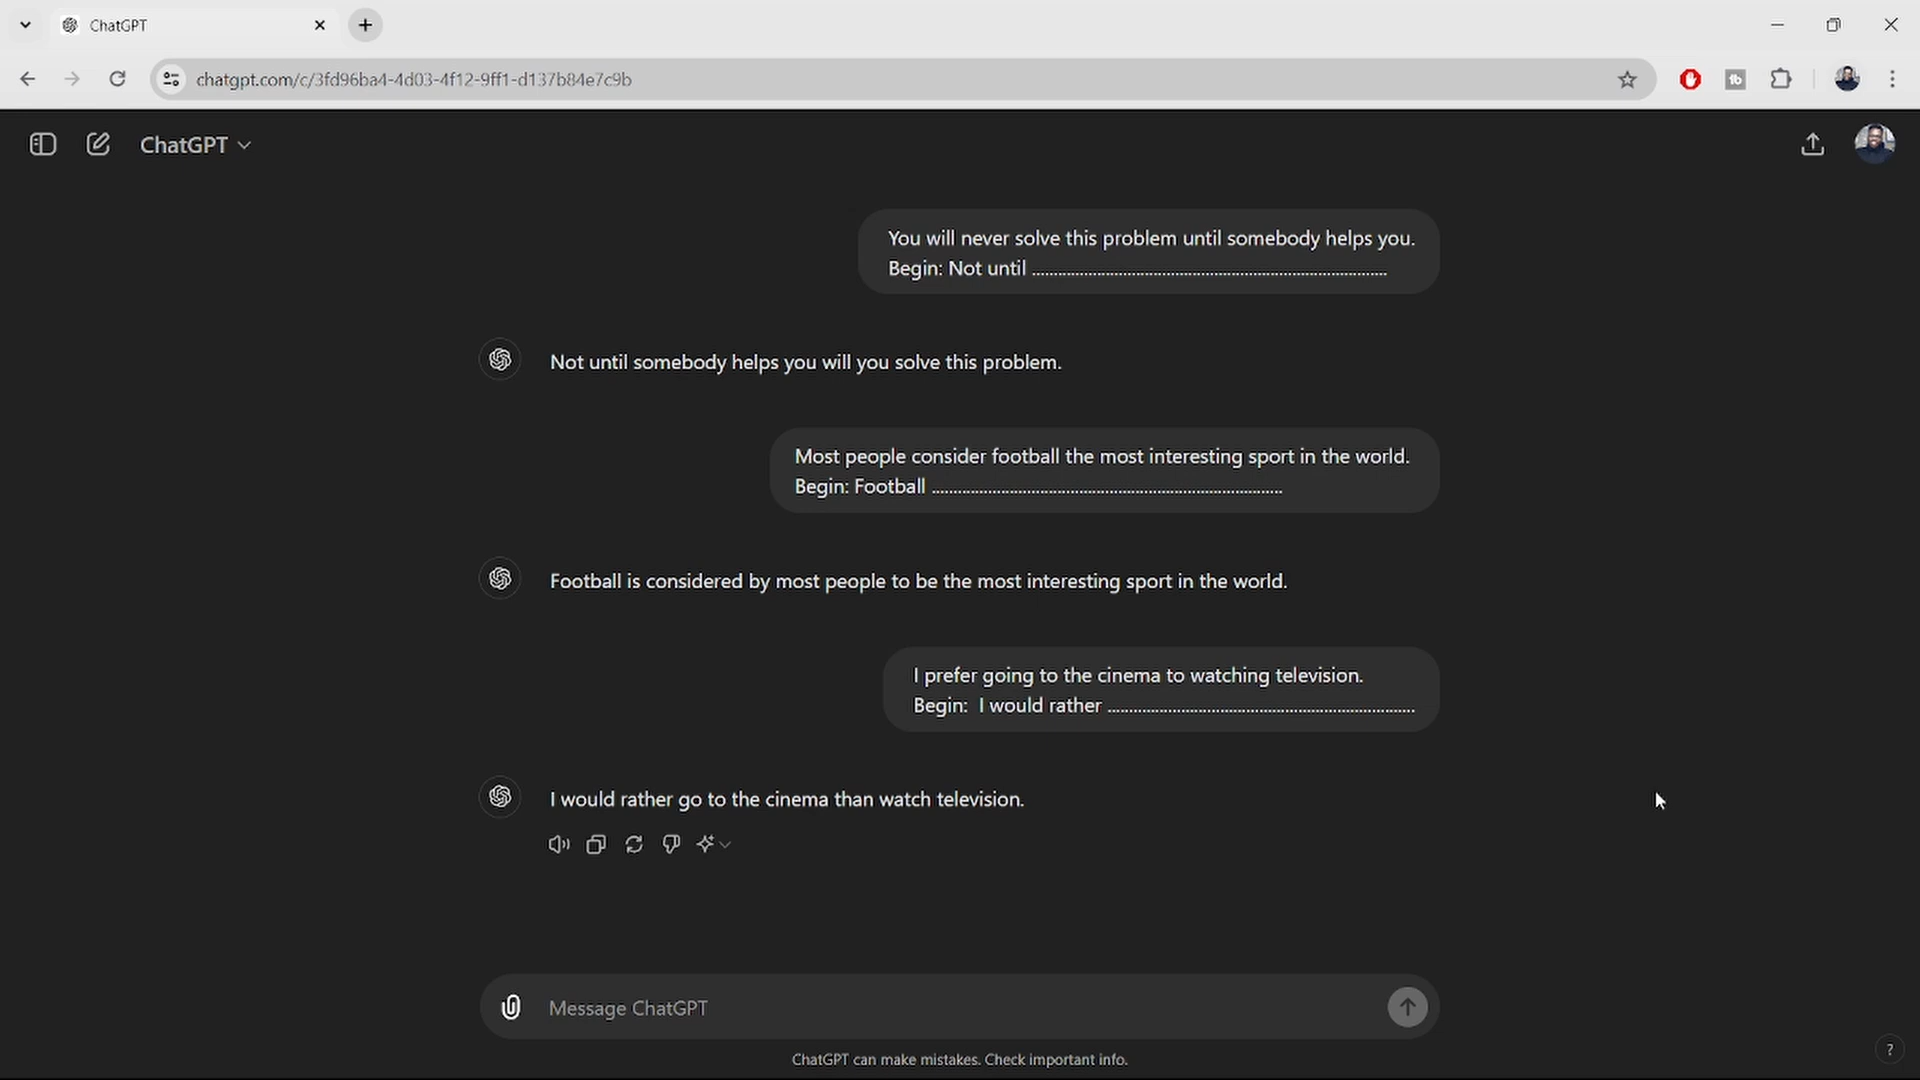 ChatGPT
chatgpt.com/c/3fd96ba4-4d03-4f12-9ff1-d137b84e7c9b
ChatGPT
You will never solve this problem until somebody helps you.
Begin: Not until ........................................................................................
Not until somebody helps you will you solve this problem.
Most people consider football the most interesting sport in the world.
Begin: Football .......................................................................................
Football is considered by most people to be the most interesting sport in the world.
I prefer going to the cinema to watching television.
Begin:  I would rather ............................................................................
I would rather go to the cinema than watch television.
Message ChatGPT
ChatGPT can make mistakes. Check important info.
?